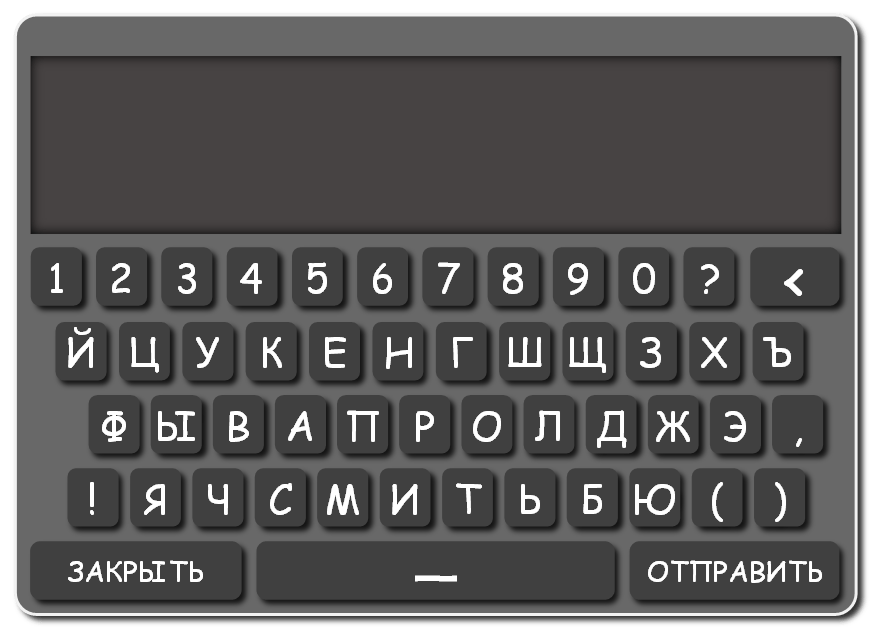 1 2 3 4 5 6 7 8 9 0 ? <
Й Ц У К Е Н Г Ш Щ З Х Ъ
Ф Ы В А П Р О Л Д Ж Э ,
! Я Ч С М И Т Ь Б Ю ( )
ЗАКРЫТЬ _ ОТПРАВИТЬ